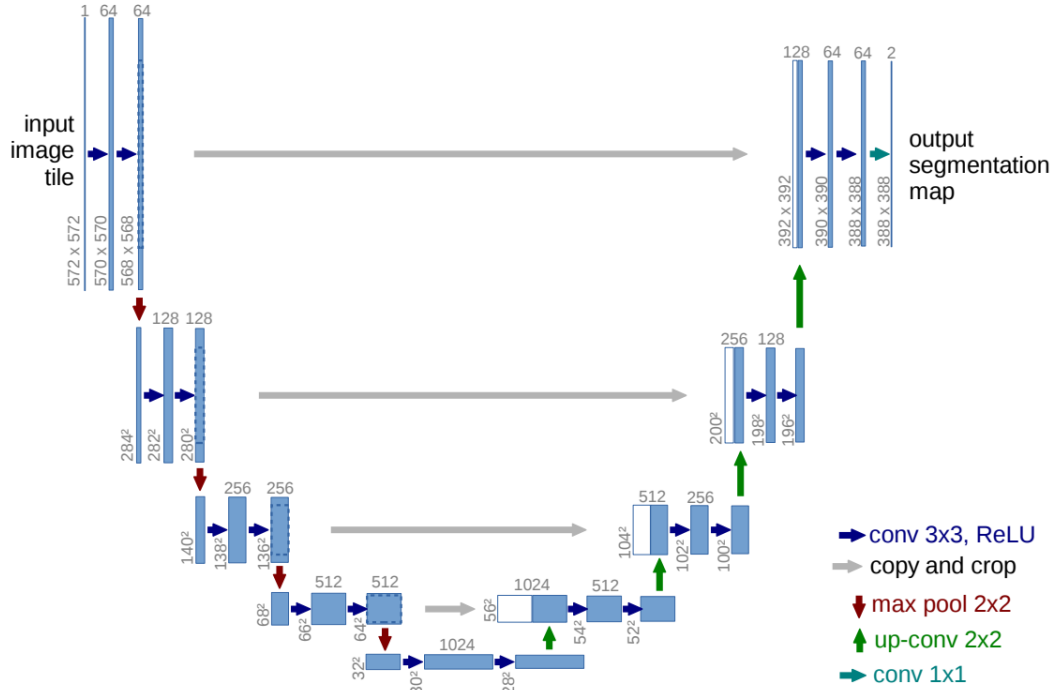 1 64 64
input
image
tile
572 x 572
570 x 570
568 x 568
128 64 64 2
output
segmentation
map
392 x 392
390 x 390
388 x 388
388 x 388
128 128
284²
282²
280²
256 128
200²
198²
196²
256 256
140²
138²
136²
512 256
104²
102²
100²
512 512
68²
66²
64²
1024 512
56²
54²
52²
1024
32²
30²
28²
conv 3x3, ReLU
copy and crop
max pool 2x2
up-conv 2x2
conv 1x1